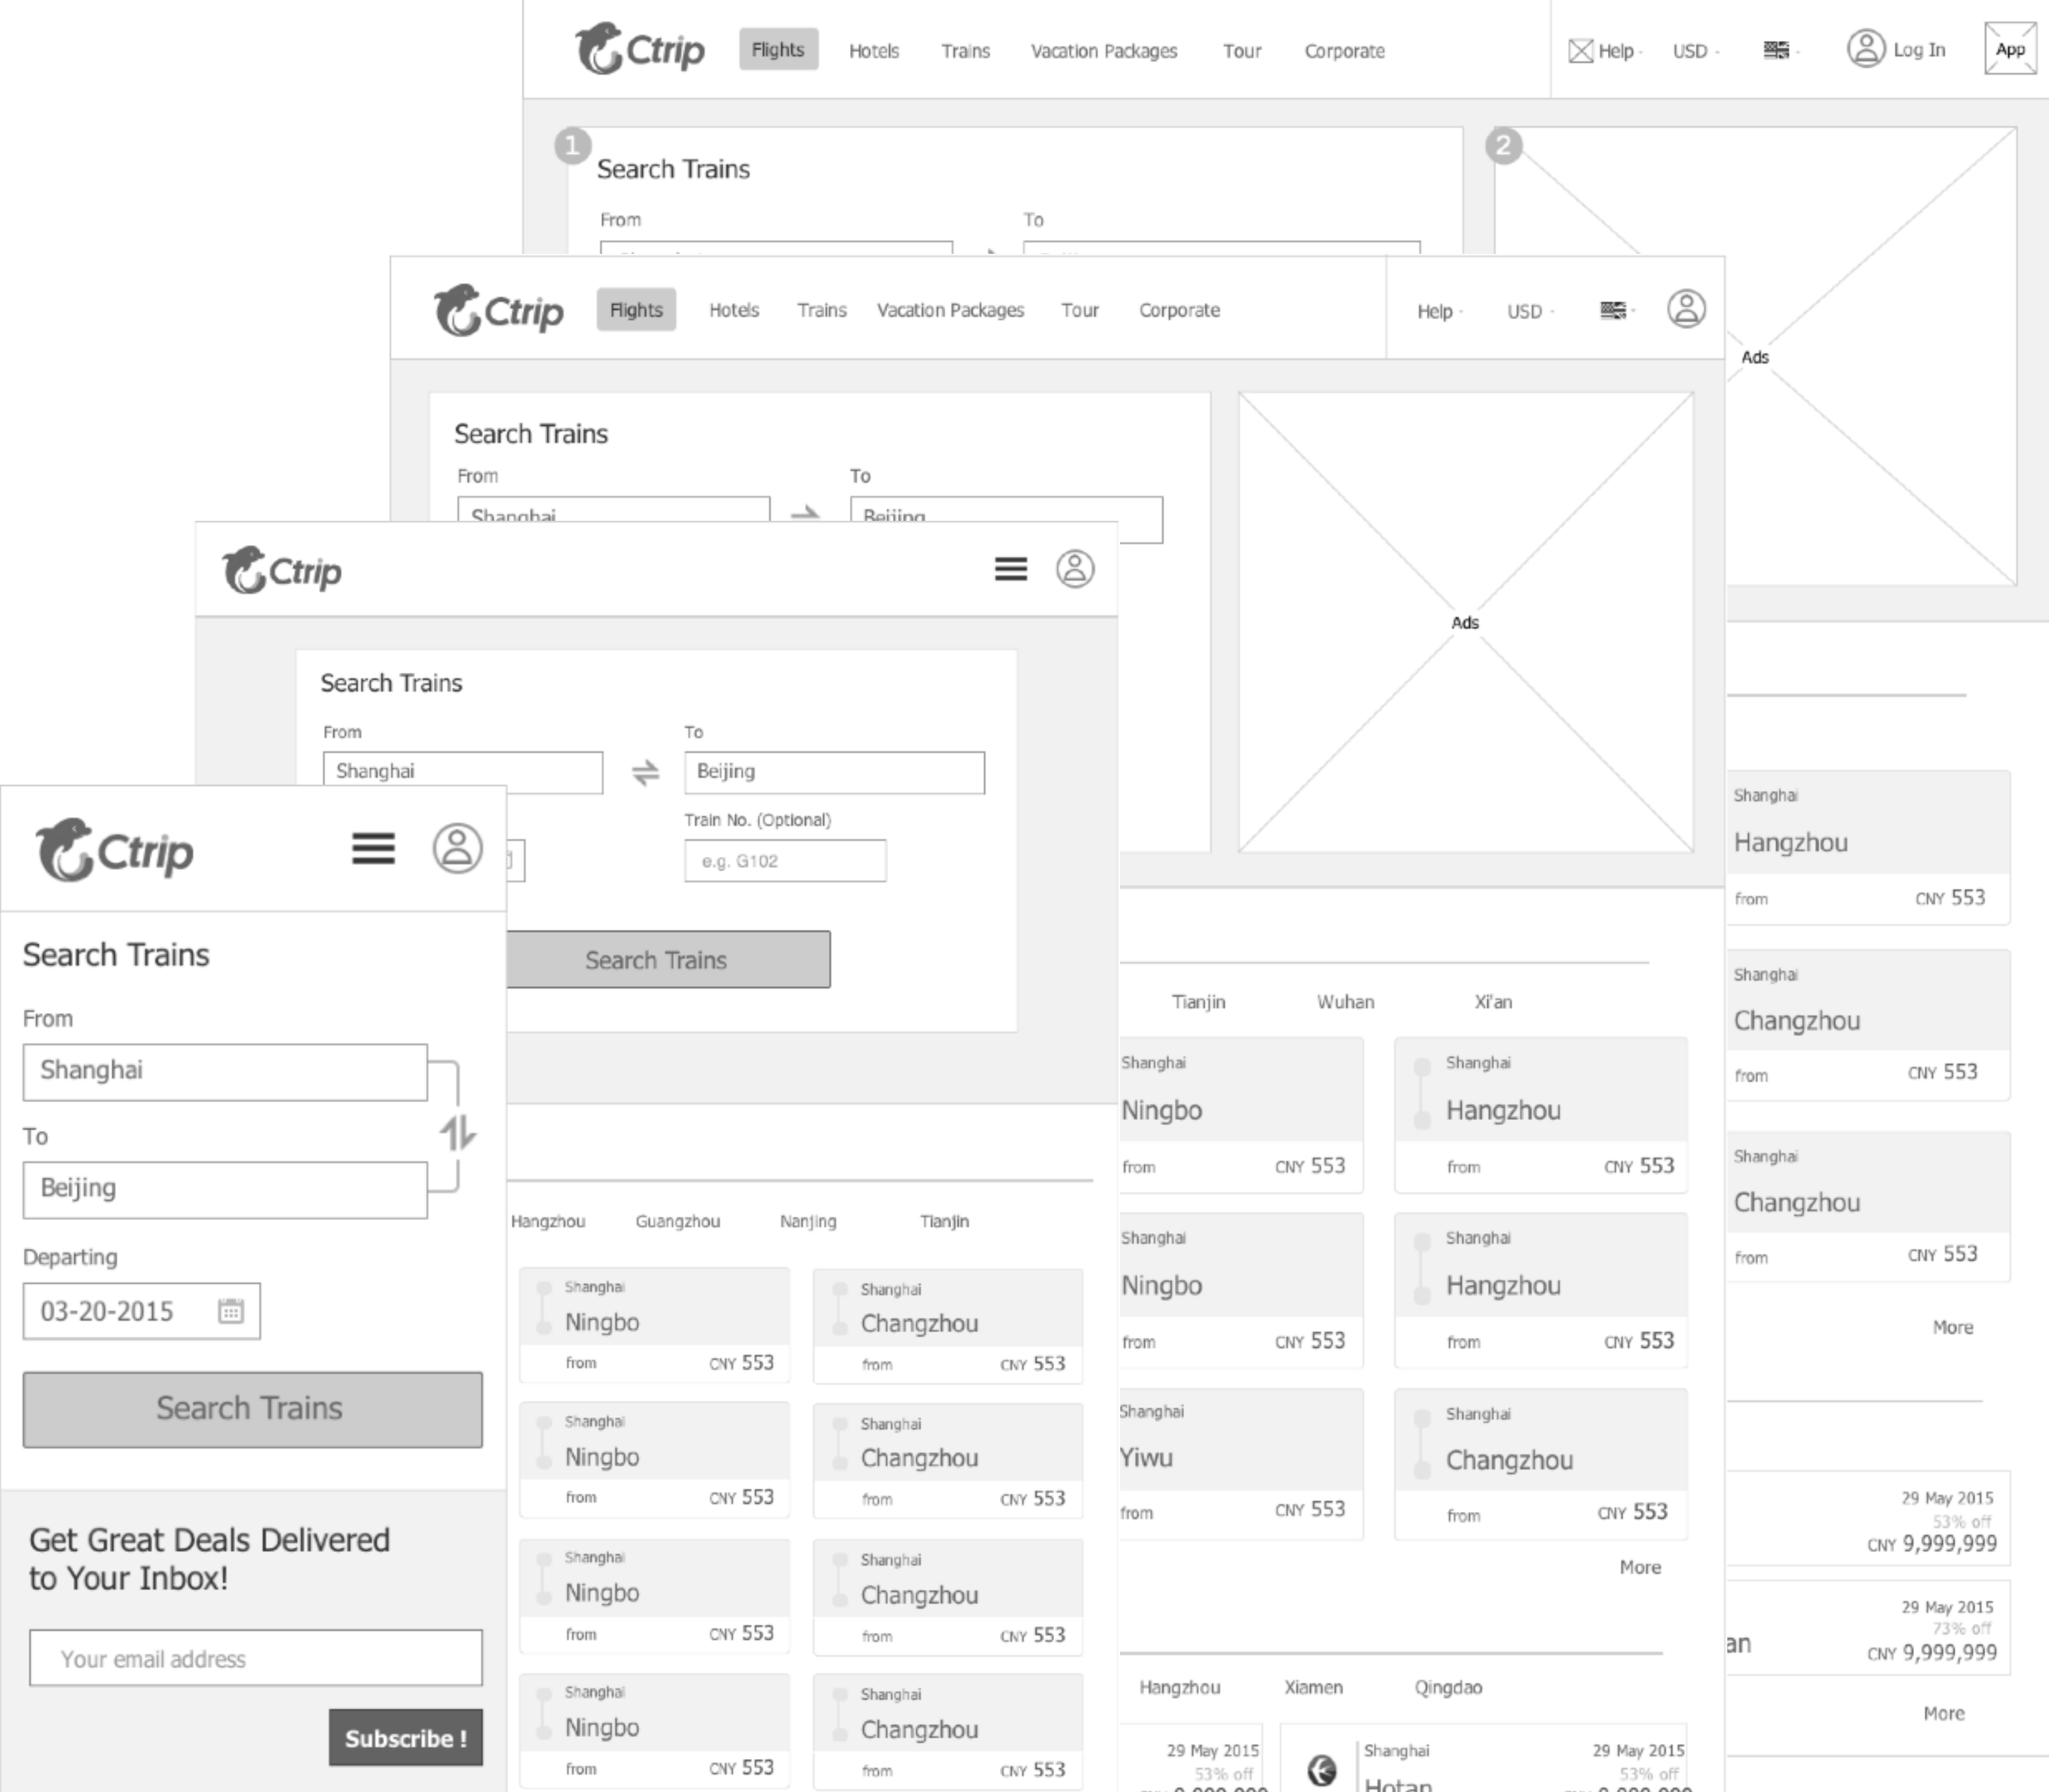 Ctrip Flights Hotels Trains Vacation Packages Tour Corporate Help USD Log In App
1
Search Trains
From To
2
Ads
Ctrip Flights Hotels Trains Vacation Packages Tour Corporate Help USD
Search Trains
From To
Shanghai Beijing
Ads
Ctrip
Search Trains
From To
Shanghai Beijing
Train No. (Optional)
e.g. G102
Search Trains
Ctrip
Search Trains
From
Shanghai
To
Beijing
Departing
03-20-2015
Search Trains
Get Great Deals Delivered
to Your Inbox!
Your email address
Subscribe !
Hangzhou Guangzhou Nanjing Tianjin
Shanghai
Ningbo
from CNY 553
Shanghai
Changzhou
from CNY 553
Shanghai
Ningbo
from CNY 553
Shanghai
Changzhou
from CNY 553
Shanghai
Ningbo
from CNY 553
Shanghai
Changzhou
from CNY 553
Shanghai
Ningbo
from CNY 553
Shanghai
Changzhou
from CNY 553
Tianjin Wuhan Xi'an
Shanghai
Ningbo
from CNY 553
Shanghai
Hangzhou
from CNY 553
Shanghai
Ningbo
from CNY 553
Shanghai
Hangzhou
from CNY 553
Shanghai
Yiwu
from CNY 553
Shanghai
Changzhou
from CNY 553
More
Hangzhou Xiamen Qingdao
29 May 2015
53% off
Shanghai
Hotan
29 May 2015
53% off
Shanghai
Hangzhou
from CNY 553
Shanghai
Changzhou
from CNY 553
Shanghai
Changzhou
from CNY 553
More
29 May 2015
53% off
CNY 9,999,999
29 May 2015
73% off
an
CNY 9,999,999
More